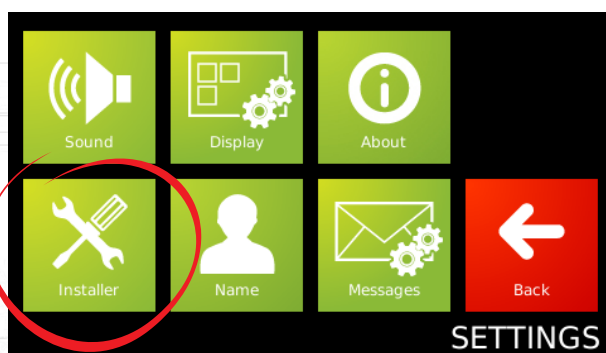 Sound
Display
About
Installer
Name
Messages
Back
SETTINGS